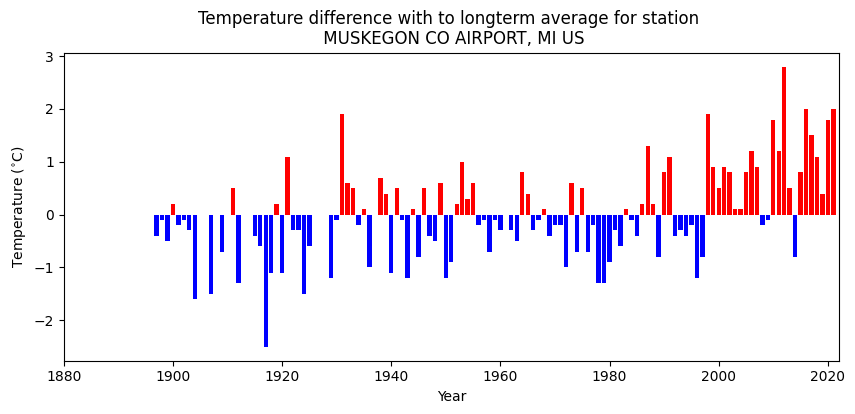 Temperature difference with to longterm average for station
MUSKEGON CO AIRPORT, MI US
3
2
1
0
−1
−2
Temperature (°C)
1880 1900 1920 1940 1960 1980 2000 2020
Year